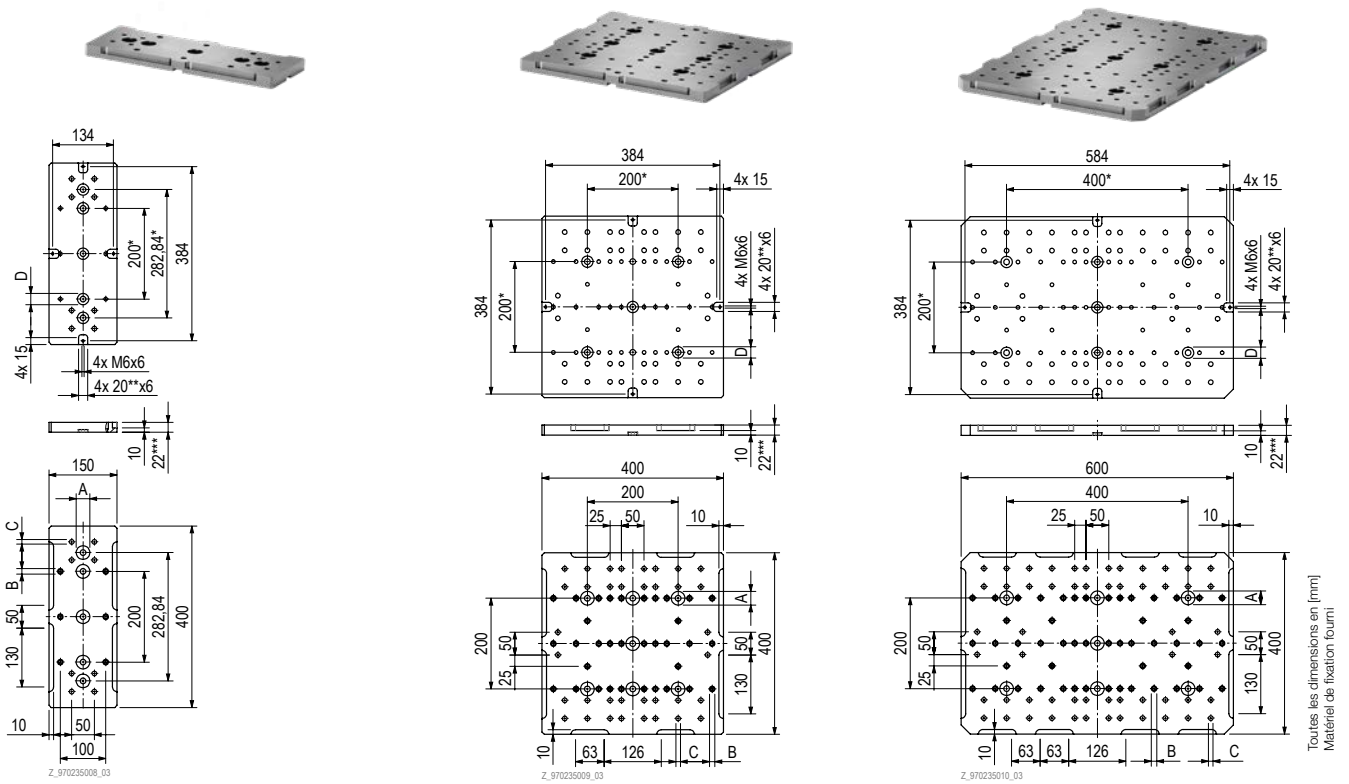 134
200*
282,84*
384
D
4x 15
4x M6x6
4x 20**x6
10
22***
150
A
C
B
50
130
200
282,84
400
10
50
100
Z_970235008_03
384
200*
4x 15
384
200*
4x M6x6
4x 20**x6
D
10
22***
400
200
25
50
10
A
200
50
25
50
130
400
10
63
126
C
B
Z_970235009_03
584
400*
4x 15
384
200*
4x M6x6
4x 20**x6
D
10
22***
600
400
25
50
10
A
200
50
25
50
130
400
10
63
63
126
B
C
Z_970235010_03
Toutes les dimensions en [mm]
Matériel de fixation fourni